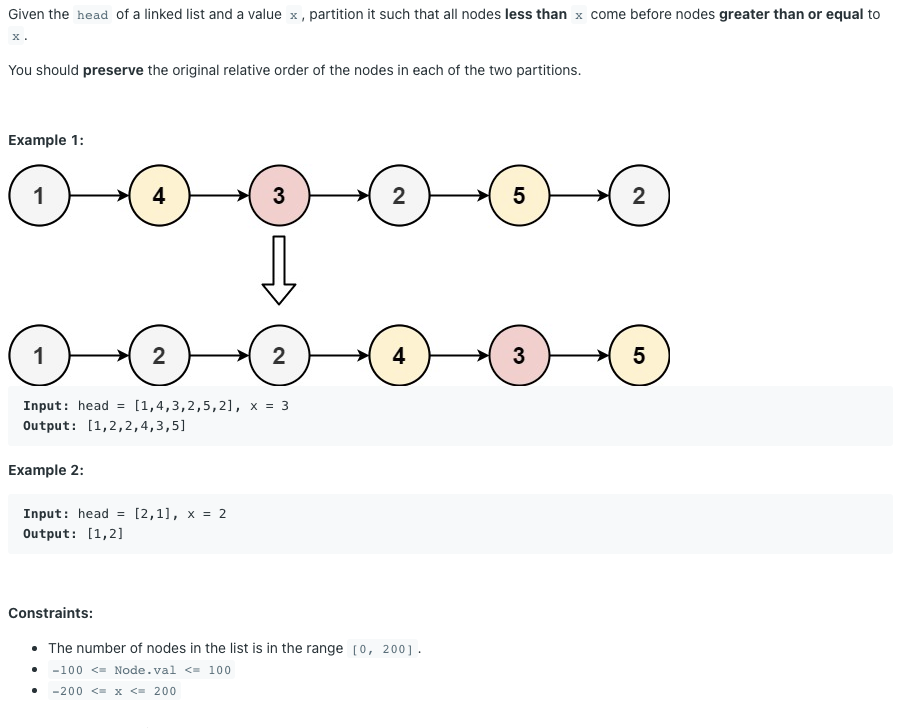 Given the head of a linked list and a value x, partition it such that all nodes less than x come before nodes greater than or equal to
x.
You should preserve the original relative order of the nodes in each of the two partitions.
Example 1:
1 4 3 2 5 2
1 2 2 4 3 5
Input: head = [1,4,3,2,5,2], x = 3
Output: [1,2,2,4,3,5]
Example 2:
Input: head = [2,1], x = 2
Output: [1,2]
Constraints:
• The number of nodes in the list is in the range [0, 200].
• -100 <= Node.val <= 100
• -200 <= x <= 200